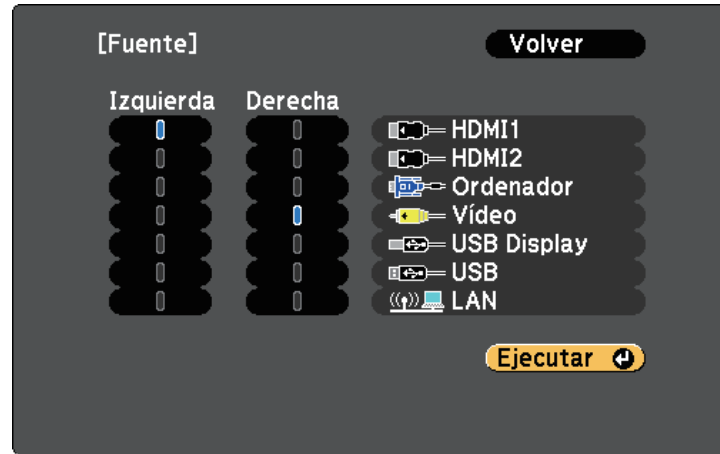 [Fuente]
Volver
Izquierda Derecha
HDMI1
HDMI2
Ordenador
Vídeo
USB Display
USB
LAN
Ejecutar